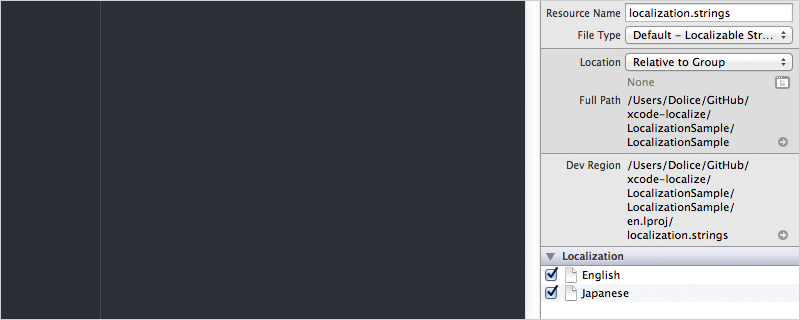 Resource Name localization.strings
File Type Default - Localizable Str...
Location Relative to Group
None
Full Path /Users/Dolice/GitHub/
xcode-localize/
LocalizationSample/
LocalizationSample
Dev Region /Users/Dolice/GitHub/
xcode-localize/
LocalizationSample/
LocalizationSample/
en.lproj/
localization.strings
Localization
English
Japanese